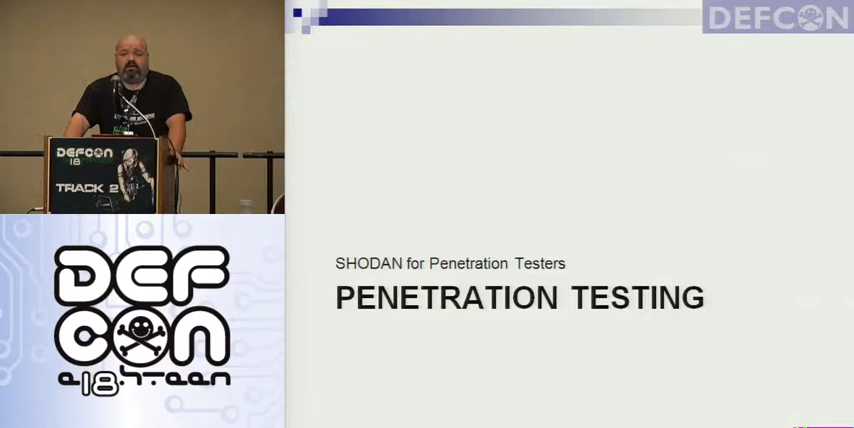 DEFCON
SHODAN for Penetration Testers
PENETRATION TESTING
DEFCON
18
TRACK 2
DEF
CON
e18hteen